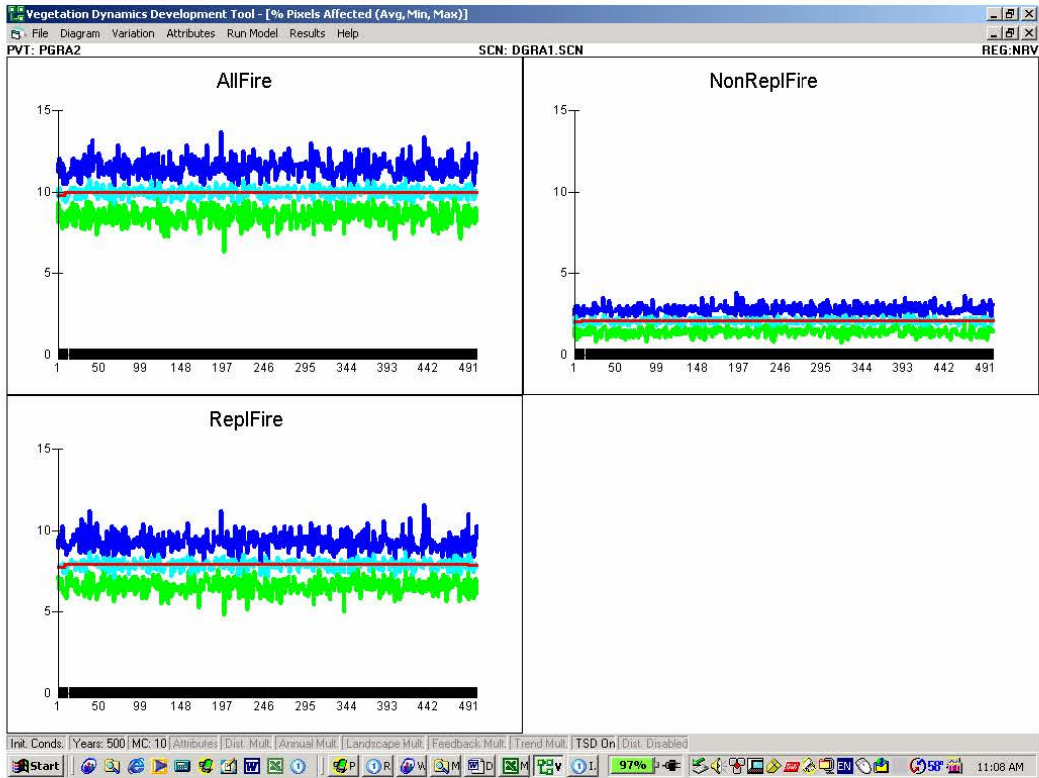 Vegetation Dynamics Development Tool - [% Pixels Affected (Avg, Min, Max)]
File Diagram Variation Attributes Run Model Results Help
PVT: PGRA2 SCN: DGRA1.SCN REG:NRV
AllFire NonReplFire
15 15
10 10
5 5
0 0
1 50 99 148 197 246 295 344 393 442 491 1 50 99 148 197 246 295 344 393 442 491
ReplFire
15
10
5
0
1 50 99 148 197 246 295 344 393 442 491
Init. Conds. Years: 500 MC: 10 Attributes Dist. Mult. Annual Mult. Landscape Mult. Feedback Mult. Trend Mult. TSD On Dist. Disabled
Start P R W M D M V I. 97% EN 58° 11:08 AM